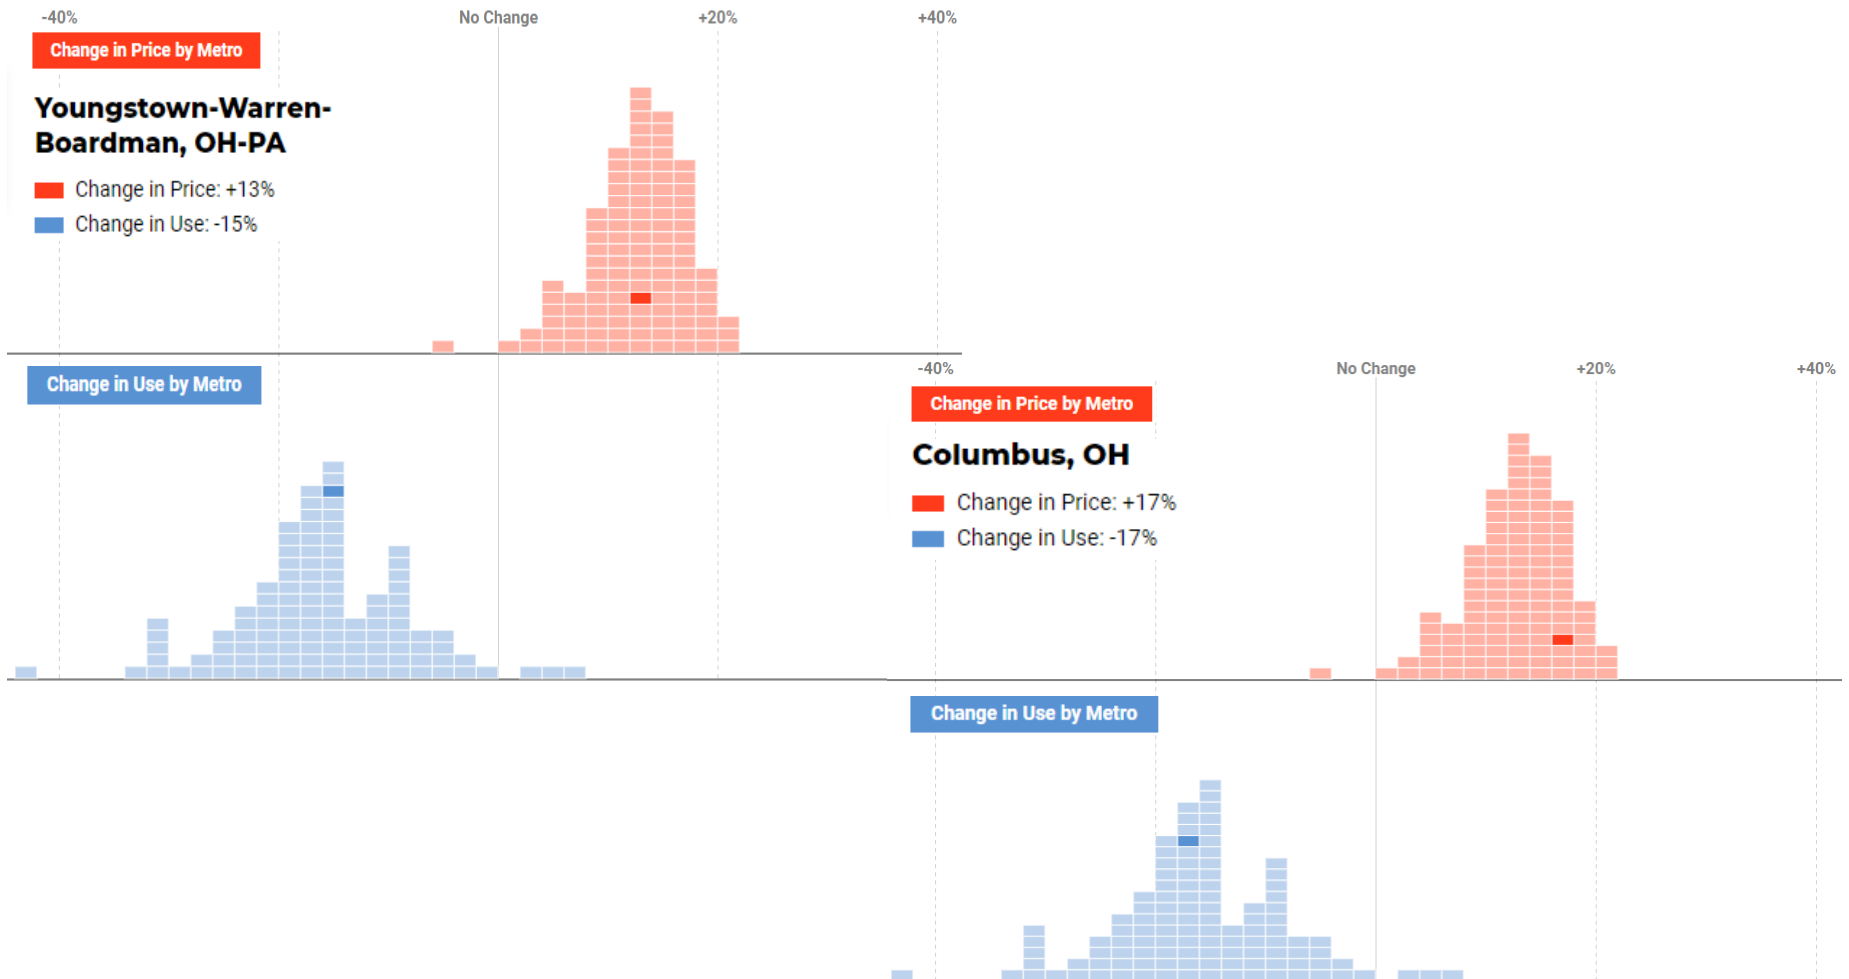 -40% No Change +20% +40%
Change in Price by Metro
Youngstown-Warren-
Boardman, OH-PA
Change in Price: +13%
Change in Use: -15%
Change in Use by Metro
-40% No Change +20% +40%
Change in Price by Metro
Columbus, OH
Change in Price: +17%
Change in Use: -17%
Change in Use by Metro